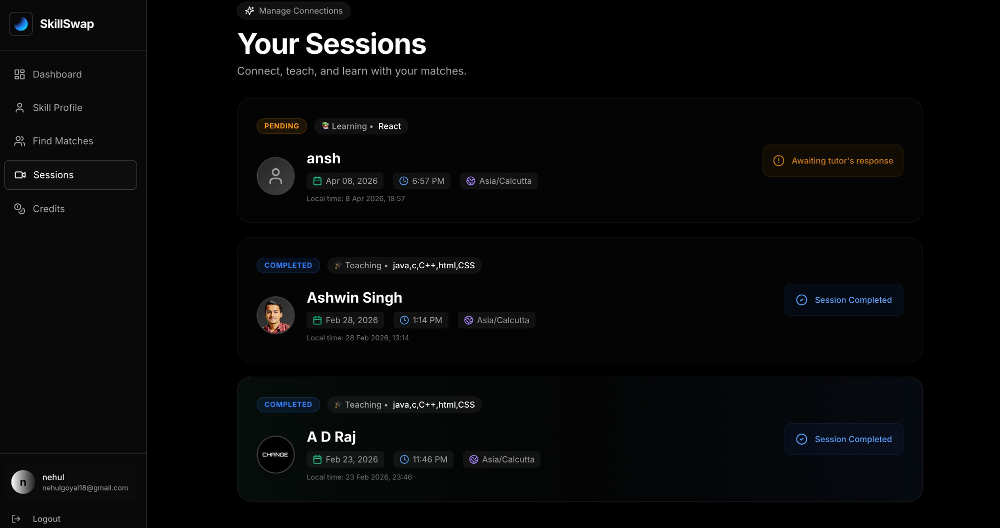 SkillSwap
Dashboard
Skill Profile
Find Matches
Sessions
Credits
n
nehul
nehulgoyal18@gmail.com
Logout
Manage Connections
Your Sessions
Connect, teach, and learn with your matches.
PENDING Learning • React
ansh
Apr 08, 2026 6:57 PM Asia/Calcutta
Local time: 8 Apr 2026, 18:57
Awaiting tutor's response
COMPLETED Teaching • java,c,C++,html,CSS
Ashwin Singh
Feb 28, 2026 1:14 PM Asia/Calcutta
Local time: 28 Feb 2026, 13:14
Session Completed
COMPLETED Teaching • java,c,C++,html,CSS
CHANGE
A D Raj
Feb 23, 2026 11:46 PM Asia/Calcutta
Local time: 23 Feb 2026, 23:46
Session Completed